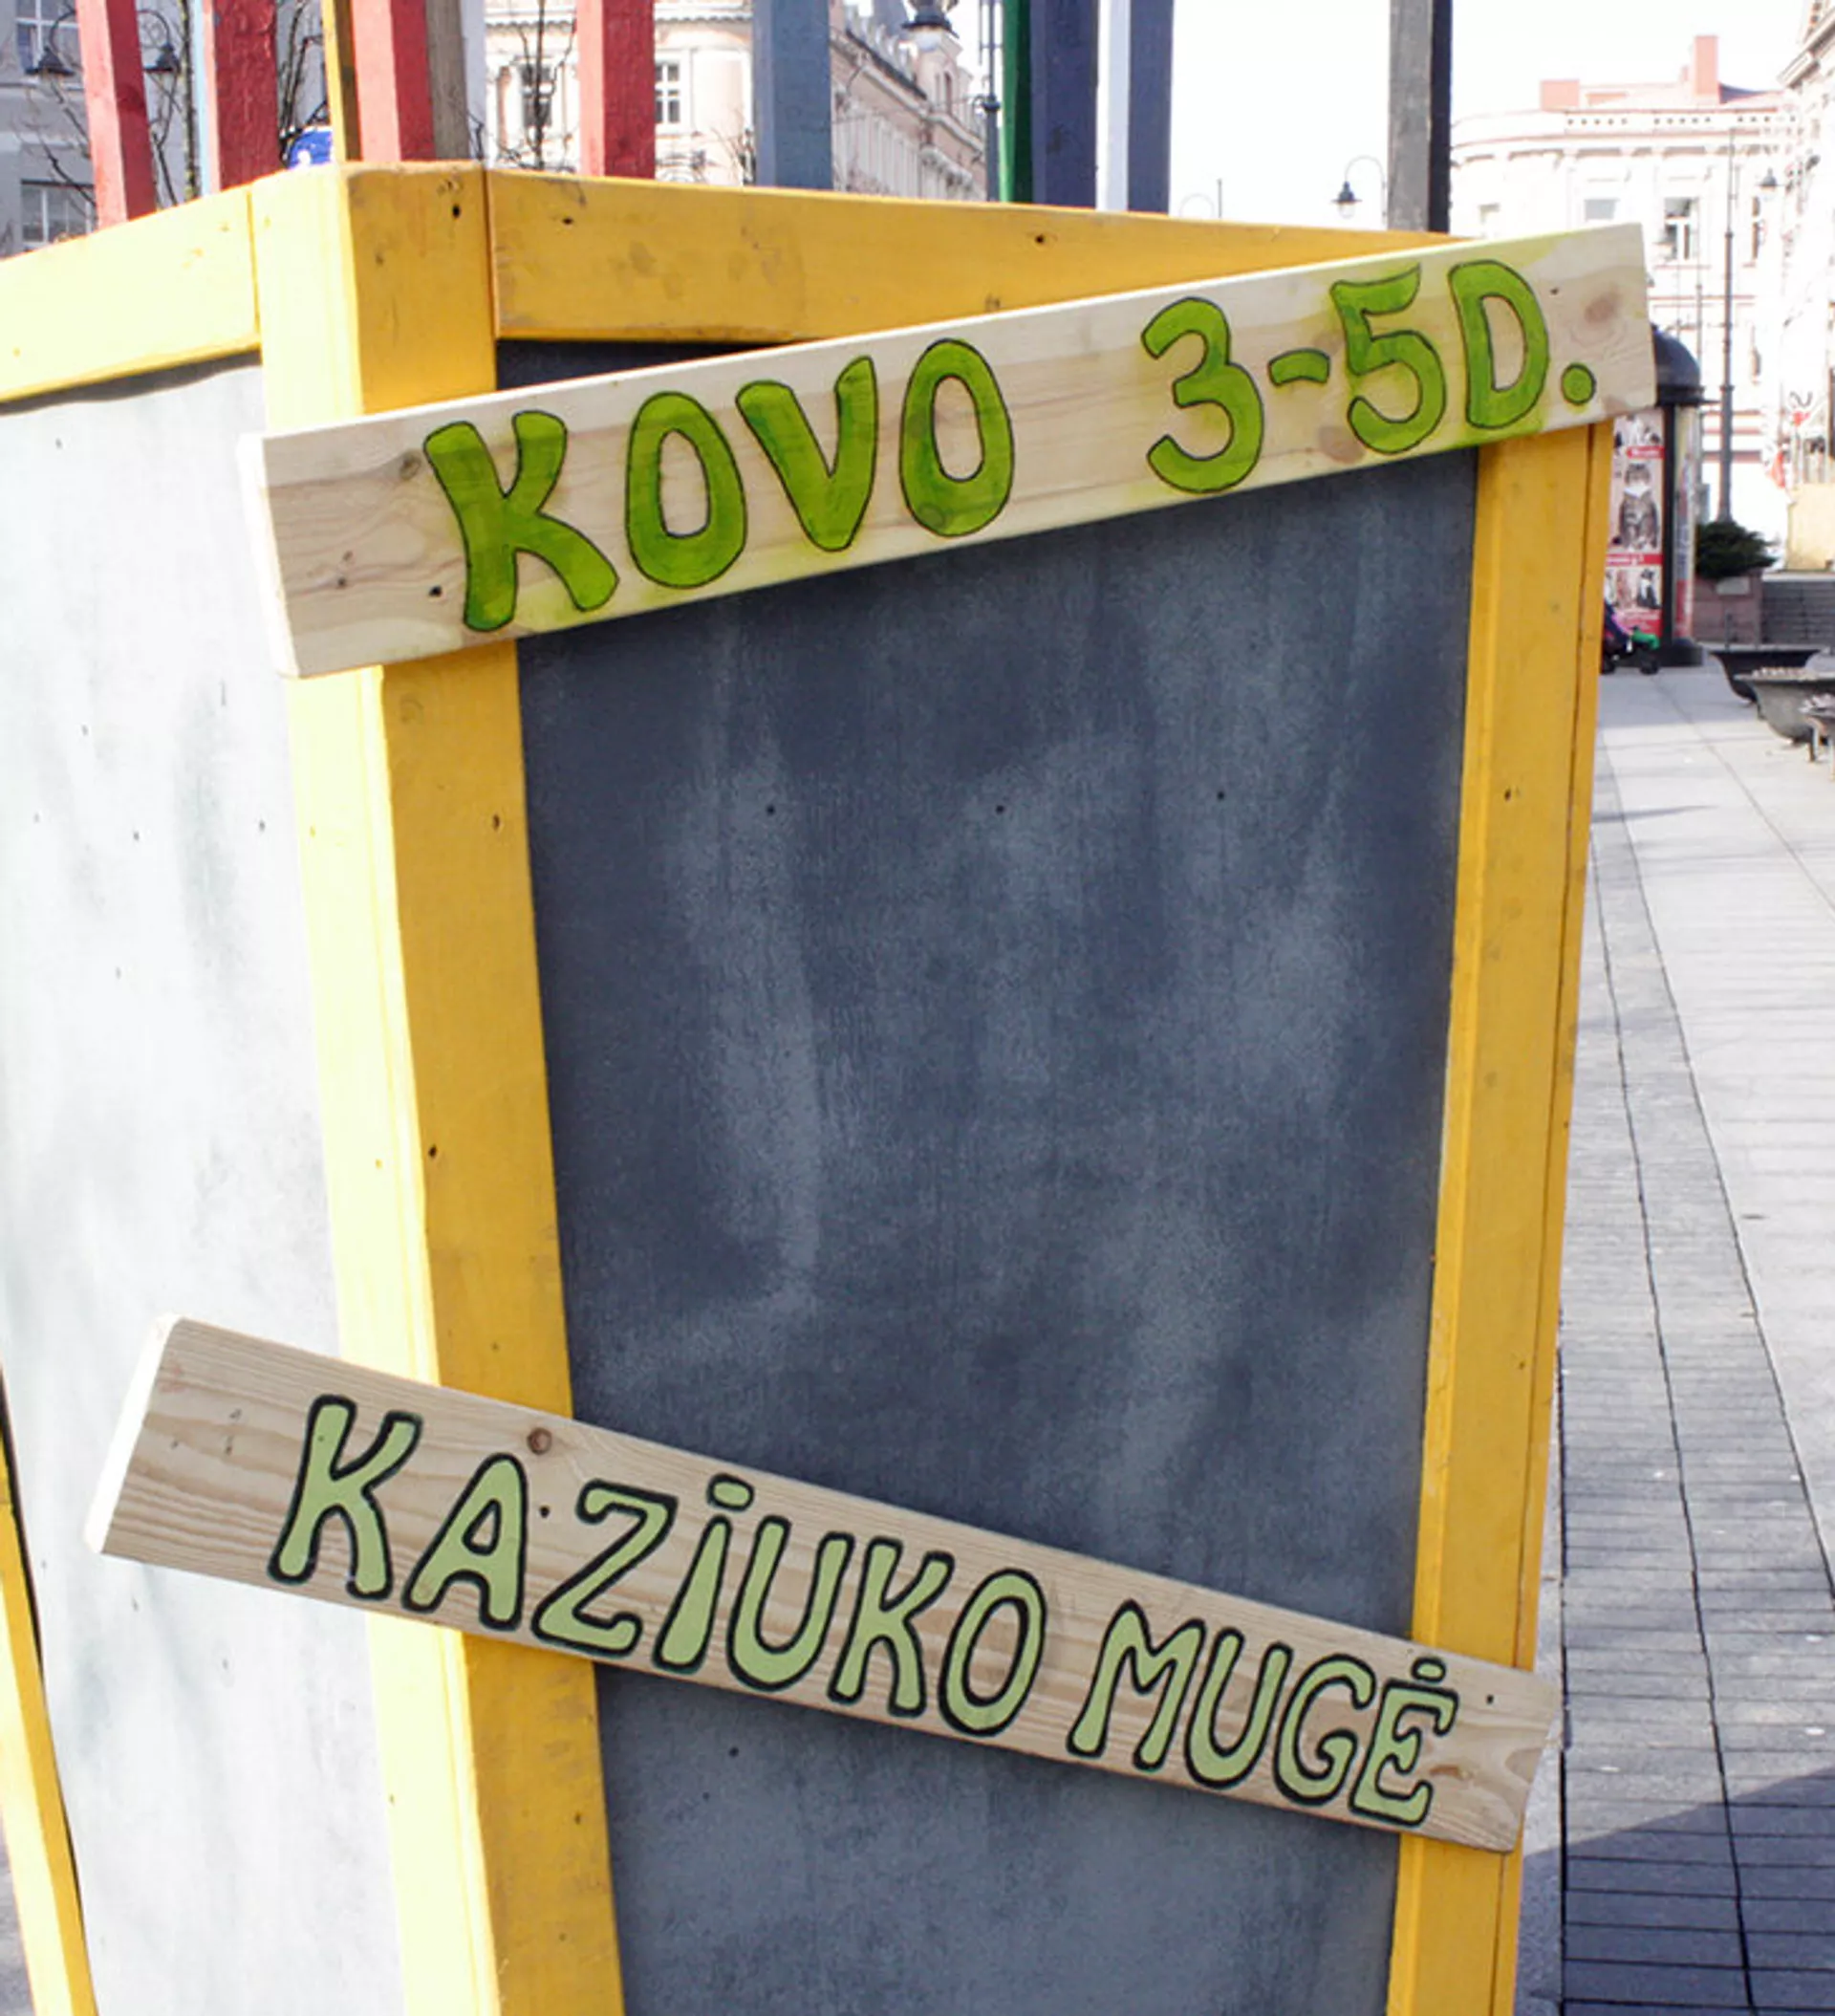 KOVO 3-5D.
KAZIUKO MUGĖ